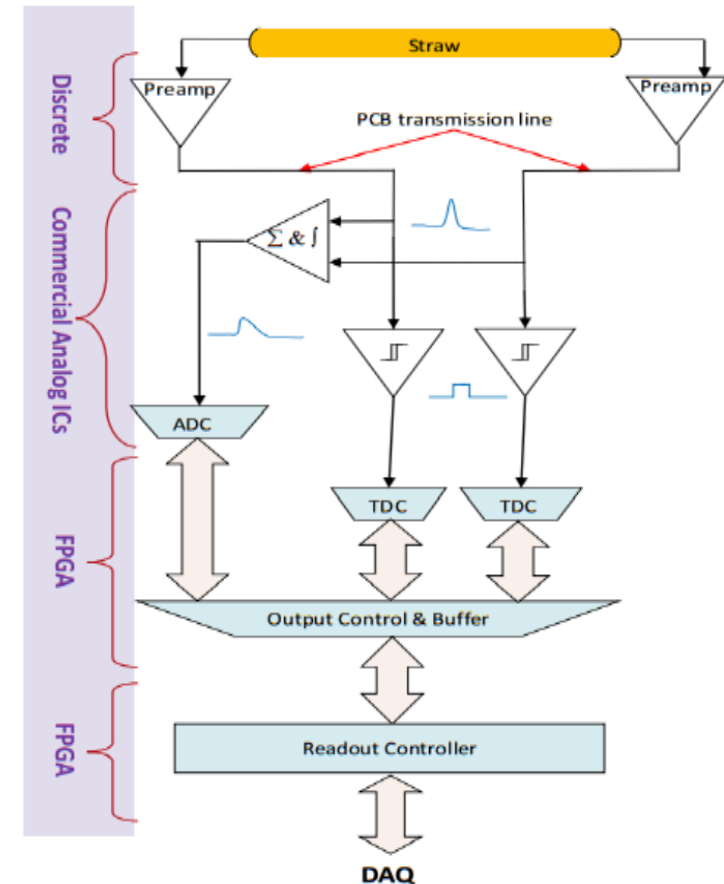 Straw
Preamp
Preamp
PCB transmission line
Discrete
∑ & ∫
Commercial Analog ICs
ADC
TDC
TDC
FPGA
Output Control & Buffer
FPGA
Readout Controller
DAQ